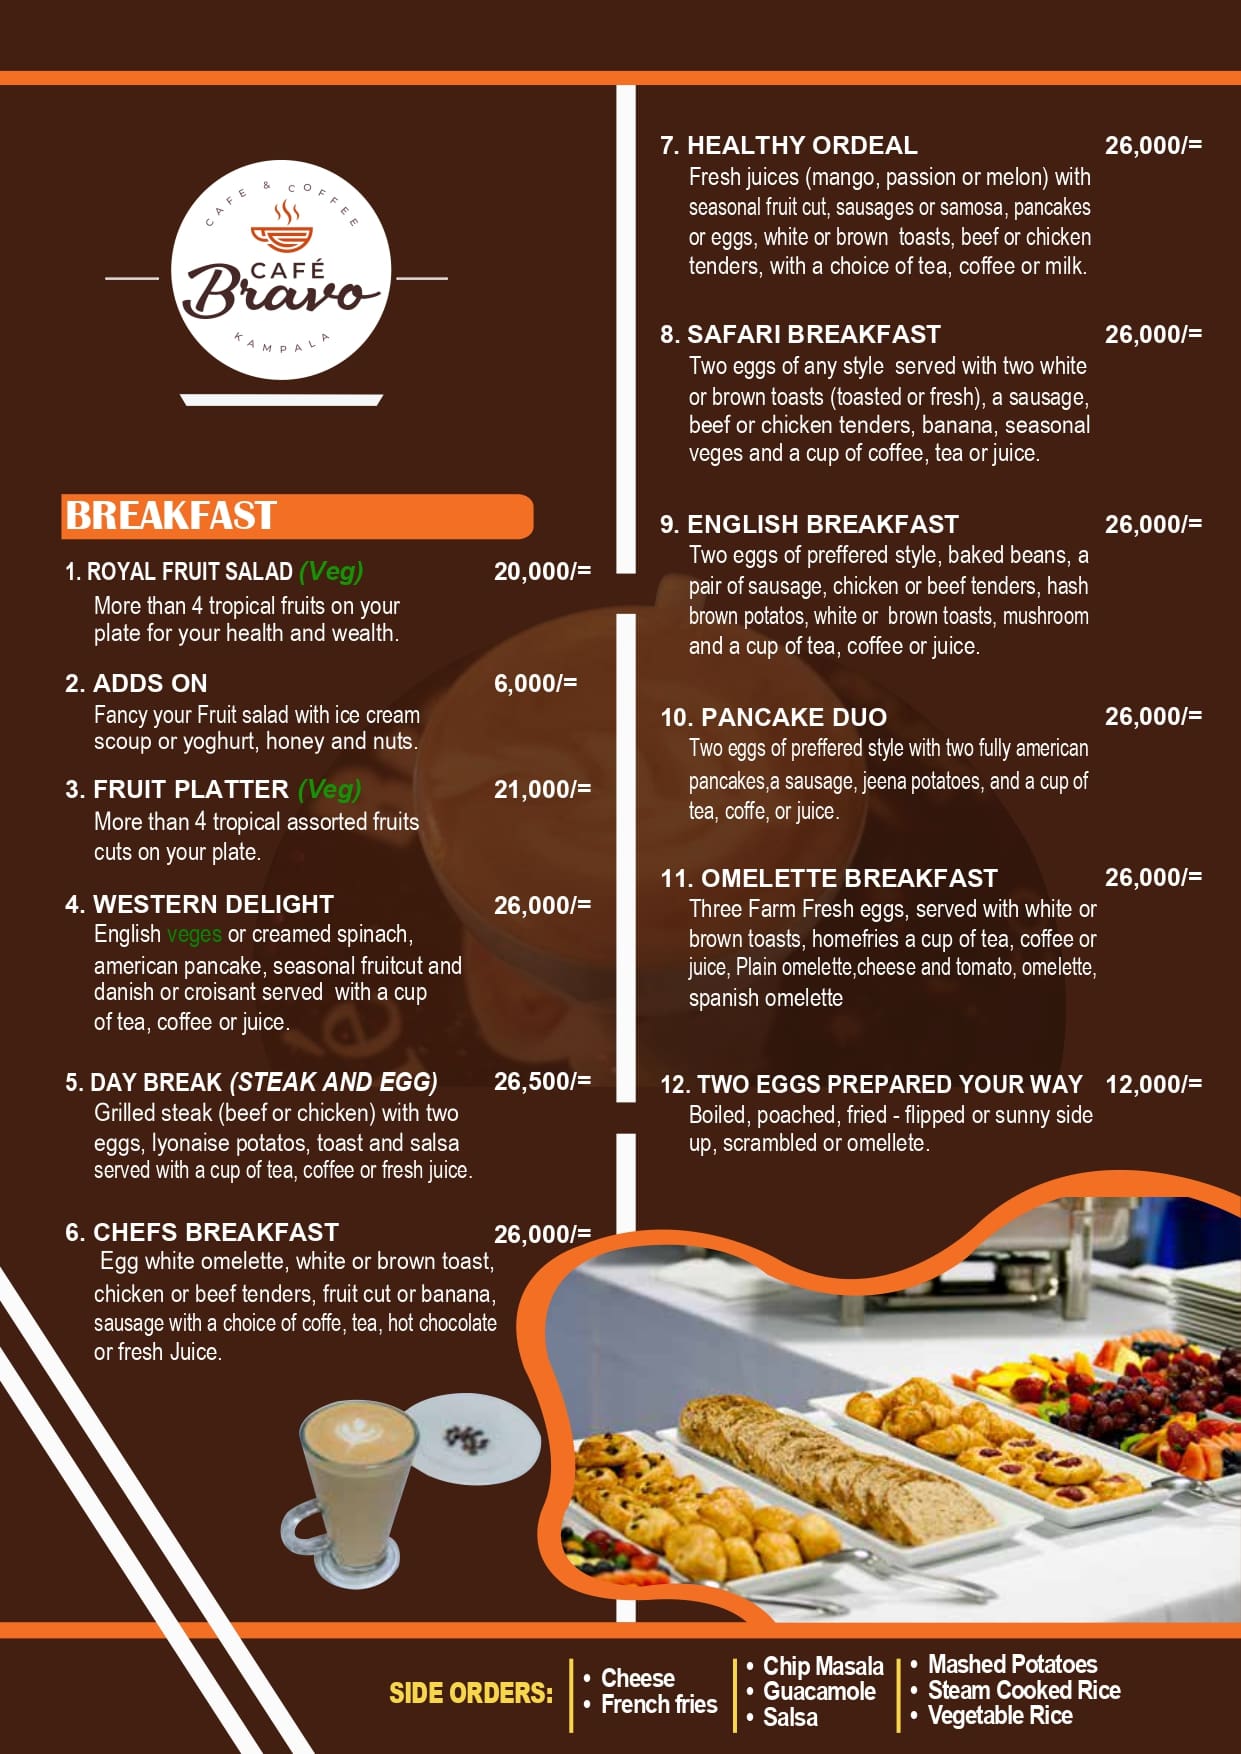 CAFE & COFFEE
CAFÉ
Bravo
KAMPALA
BREAKFAST
1. ROYAL FRUIT SALAD (Veg) 20,000/=
More than 4 tropical fruits on your
plate for your health and wealth.
2. ADDS ON 6,000/=
Fancy your Fruit salad with ice cream
scoup or yoghurt, honey and nuts.
3. FRUIT PLATTER (Veg) 21,000/=
More than 4 tropical assorted fruits
cuts on your plate.
4. WESTERN DELIGHT 26,000/=
English veges or creamed spinach,
american pancake, seasonal fruitcut and
danish or croisant served with a cup
of tea, coffee or juice.
5. DAY BREAK (STEAK AND EGG) 26,500/=
Grilled steak (beef or chicken) with two
eggs, lyonaise potatos, toast and salsa
served with a cup of tea, coffee or fresh juice.
6. CHEFS BREAKFAST 26,000/=
Egg white omelette, white or brown toast,
chicken or beef tenders, fruit cut or banana,
sausage with a choice of coffe, tea, hot chocolate
or fresh Juice.
7. HEALTHY ORDEAL 26,000/=
Fresh juices (mango, passion or melon) with
seasonal fruit cut, sausages or samosa, pancakes
or eggs, white or brown toasts, beef or chicken
tenders, with a choice of tea, coffee or milk.
8. SAFARI BREAKFAST 26,000/=
Two eggs of any style served with two white
or brown toasts (toasted or fresh), a sausage,
beef or chicken tenders, banana, seasonal
veges and a cup of coffee, tea or juice.
9. ENGLISH BREAKFAST 26,000/=
Two eggs of preffered style, baked beans, a
pair of sausage, chicken or beef tenders, hash
brown potatos, white or brown toasts, mushroom
and a cup of tea, coffee or juice.
10. PANCAKE DUO 26,000/=
Two eggs of preffered style with two fully american
pancakes,a sausage, jeena potatoes, and a cup of
tea, coffe, or juice.
11. OMELETTE BREAKFAST 26,000/=
Three Farm Fresh eggs, served with white or
brown toasts, homefries a cup of tea, coffee or
juice, Plain omelette,cheese and tomato, omelette,
spanish omelette
12. TWO EGGS PREPARED YOUR WAY 12,000/=
Boiled, poached, fried - flipped or sunny side
up, scrambled or omellete.
SIDE ORDERS:
• Cheese
• French fries
• Chip Masala
• Guacamole
• Salsa
• Mashed Potatoes
• Steam Cooked Rice
• Vegetable Rice